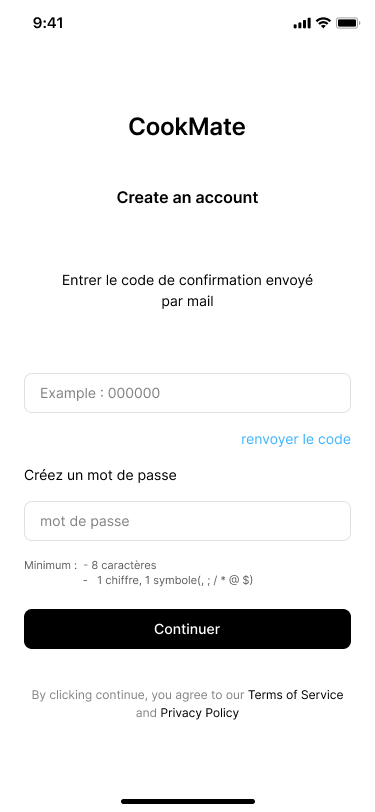 9:41
CookMate
Create an account
Entrer le code de confirmation envoyé
par mail
Example : 000000
renvoyer le code
Créez un mot de passe
mot de passe
Minimum : - 8 caractères
- 1 chiffre, 1 symbole(, ; / * @ $)
Continuer
By clicking continue, you agree to our Terms of Service
and Privacy Policy